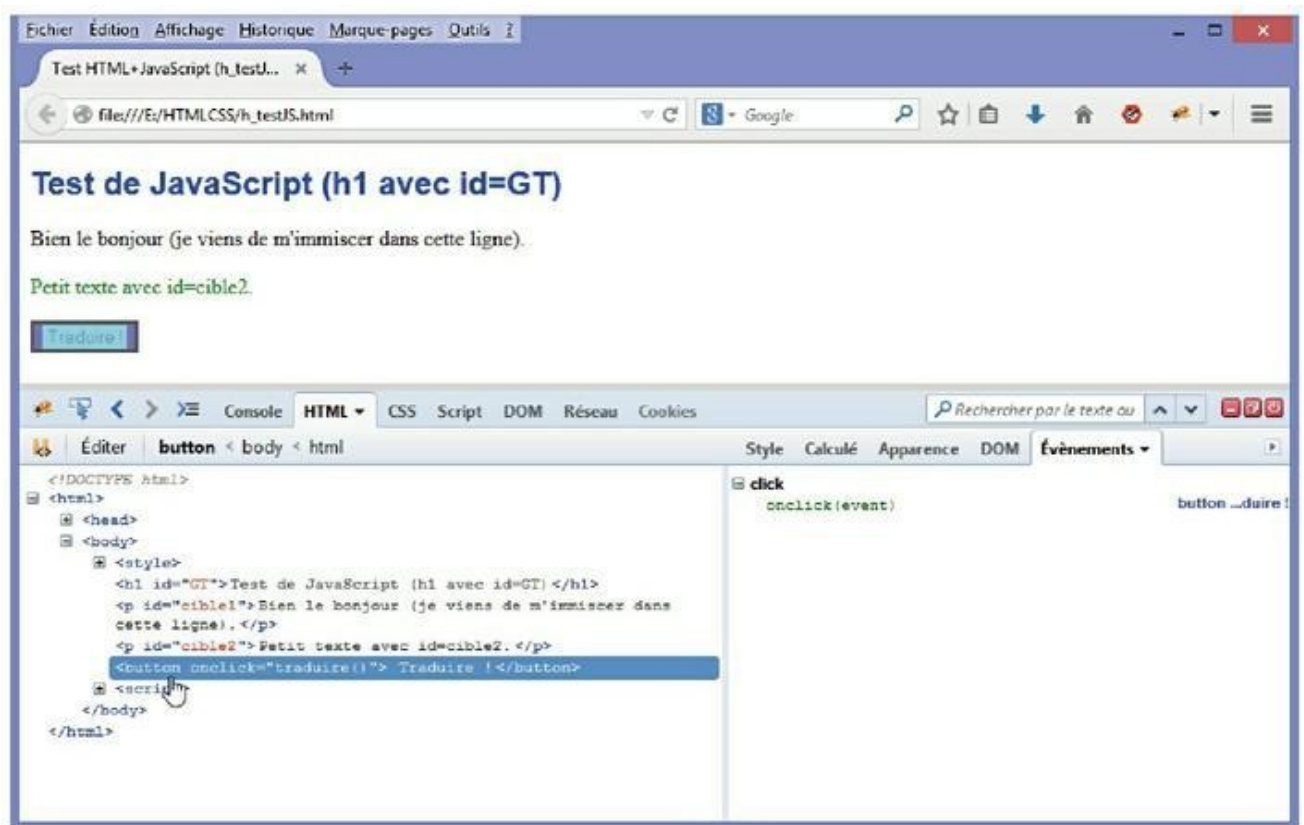 Fichier Édition Affichage Historique Marque-pages Outils ?
Test HTML+JavaScript (h_testJ...
file:///E:/HTMLCSS/h_testJS.html
Google
Test de JavaScript (h1 avec id=GT)
Bien le bonjour (je viens de m'immiscer dans cette ligne).
Petit texte avec id=cible2.
Traduire !
Console HTML CSS Script DOM Réseau Cookies
Rechercher par le texte ou
Éditer button < body < html
Style Calculé Apparence DOM Évènements
<!DOCTYPE html>
<html>
<head>
<body>
<style>
<h1 id="GT">Test de JavaScript (h1 avec id=GT)</h1>
<p id="cible1">Bien le bonjour (je viens de m'immiscer dans
cette ligne).</p>
<p id="cible2">Petit texte avec id=cible2.</p>
<button onclick="traduire()"> Traduire !</button>
<script>
</body>
</html>
click
onclick(event)
button ...duire !